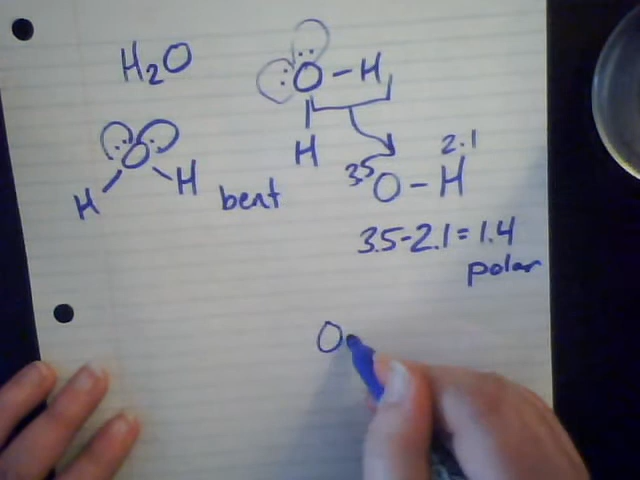 H₂O
:Ö-H
H
:O:
H H
bent
3.5 2.1
O-H
3.5-2.1=1.4
polar
O